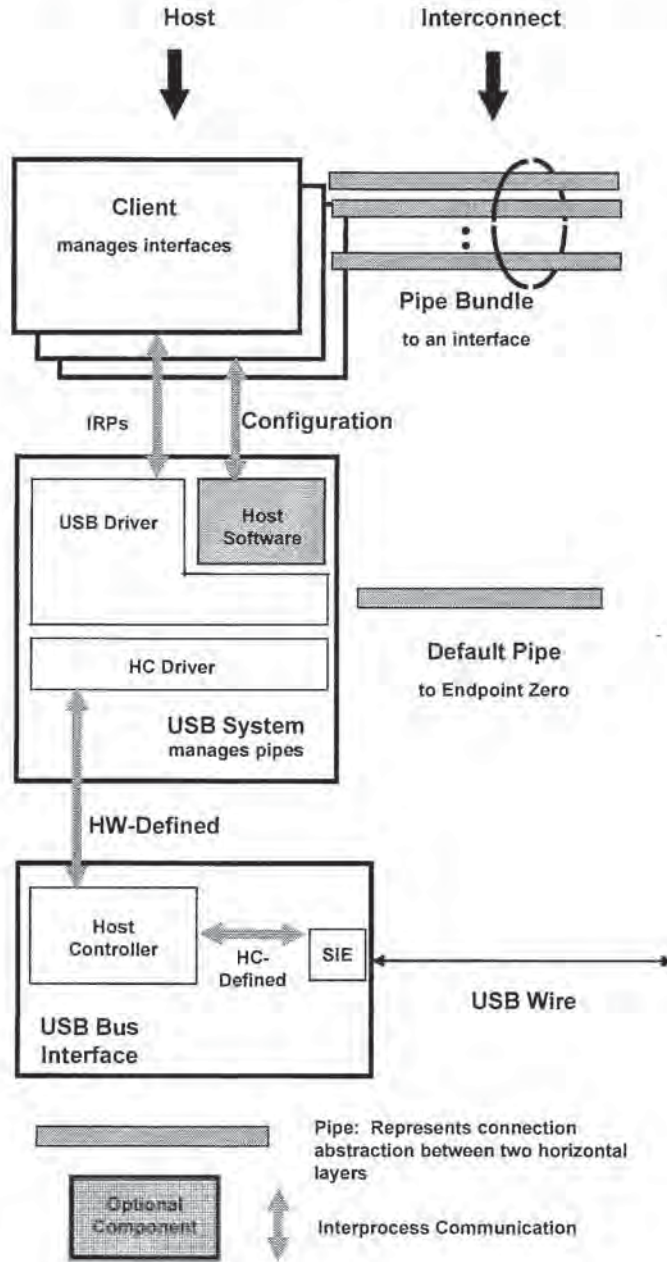 Host
Interconnect
Client
manages interfaces
Pipe Bundle
to an interface
IRPs
Configuration
USB Driver
Host
Software
HC Driver
USB System
manages pipes
Default Pipe
to Endpoint Zero
HW-Defined
Host
Controller
HC-
Defined
SIE
USB Wire
USB Bus
Interface
Pipe: Represents connection
abstraction between two horizontal
layers
Optional
Component
Interprocess Communication